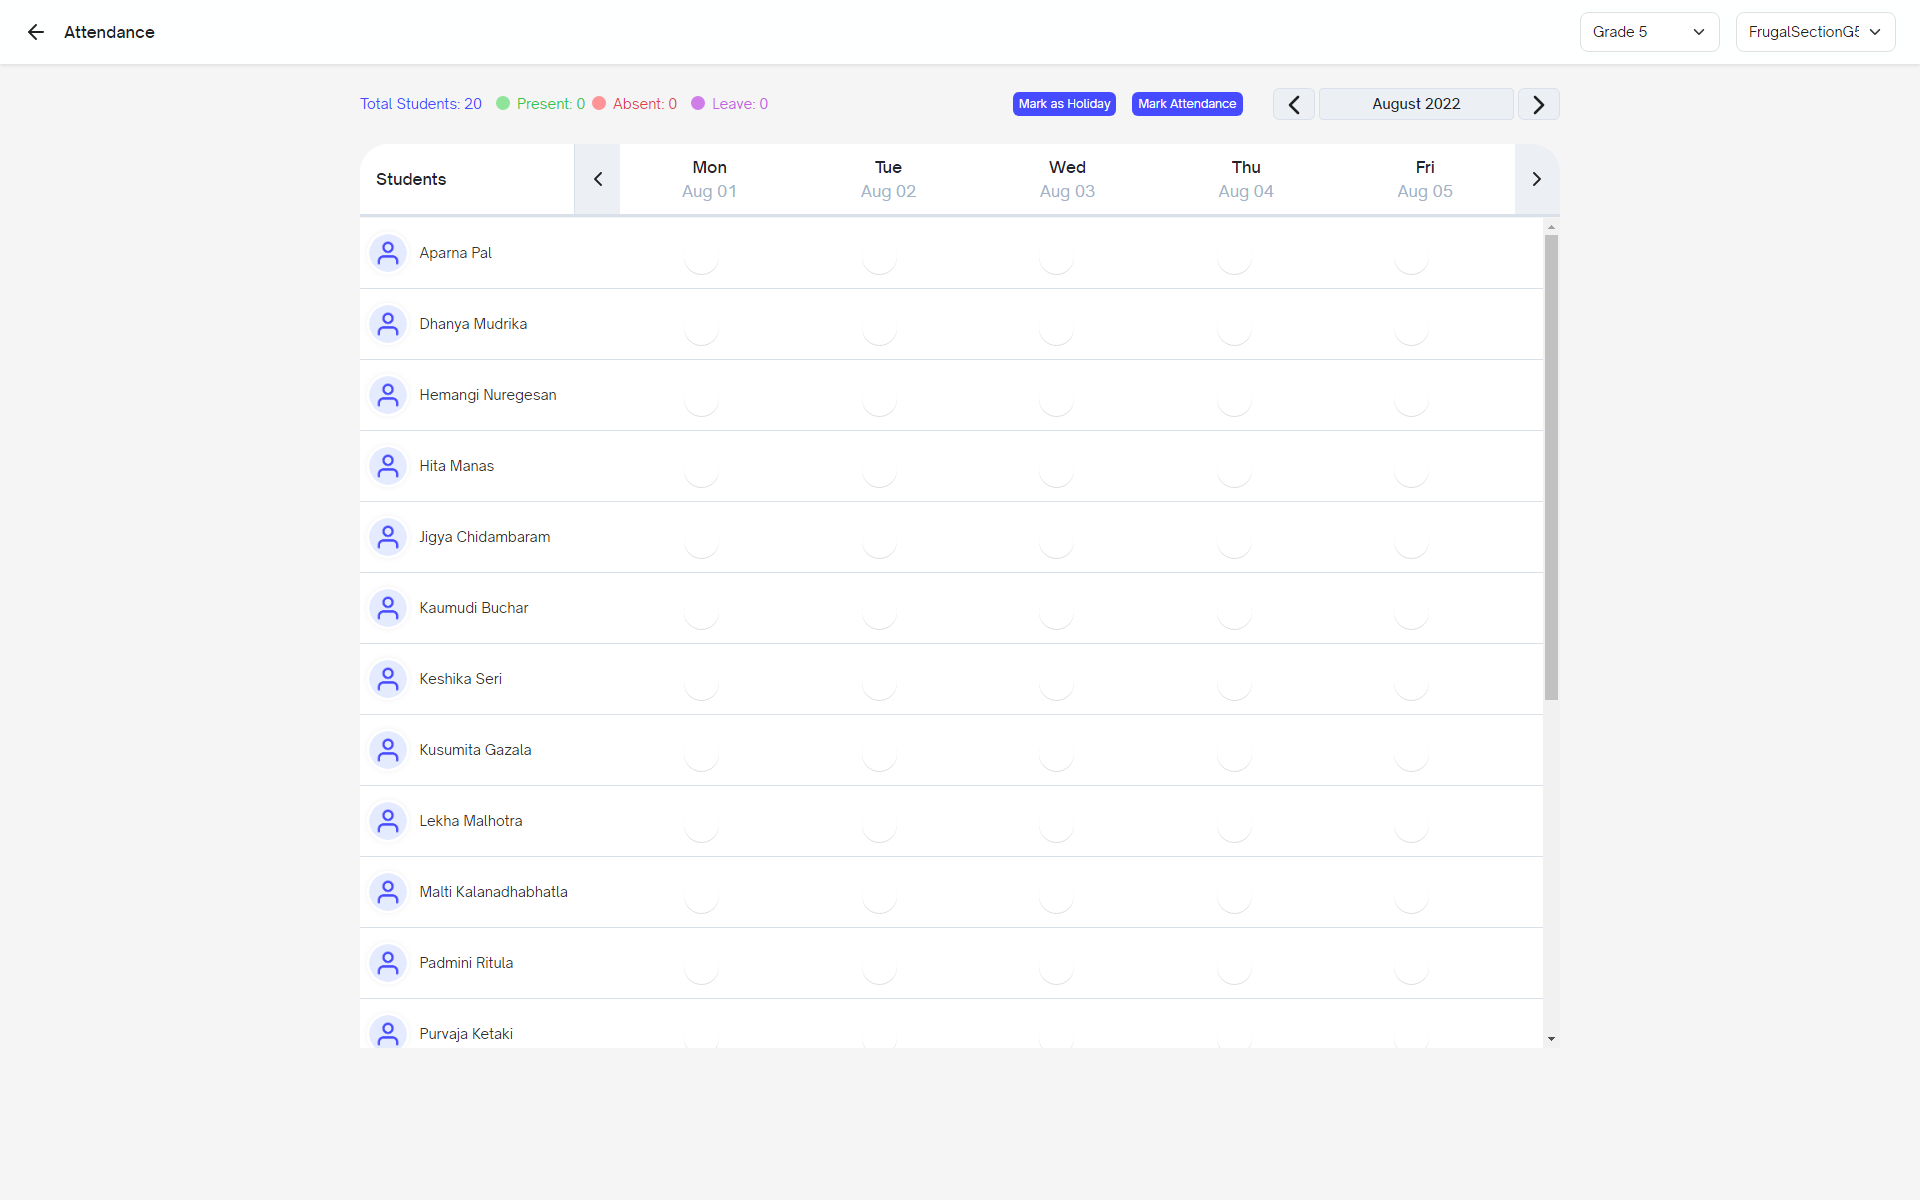 Attendance
Grade 5
FrugalSectionG5
Total Students: 20
Present: 0
Absent: 0
Leave: 0
Mark as Holiday
Mark Attendance
August 2022
Students
Mon
Aug 01
Tue
Aug 02
Wed
Aug 03
Thu
Aug 04
Fri
Aug 05
Aparna Pal
Dhanya Mudrika
Hemangi Nuregesan
Hita Manas
Jigya Chidambaram
Kaumudi Buchar
Keshika Seri
Kusumita Gazala
Lekha Malhotra
Malti Kalanadhabhatla
Padmini Ritula
Purvaja Ketaki